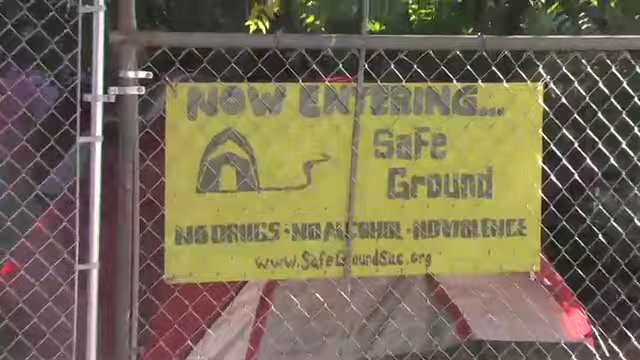 NOW ENTERING...
SaFe
GRound
NO DRUGS · NO ALCOHOL · NO VIOLENCE
www.SafeGroundSac.org